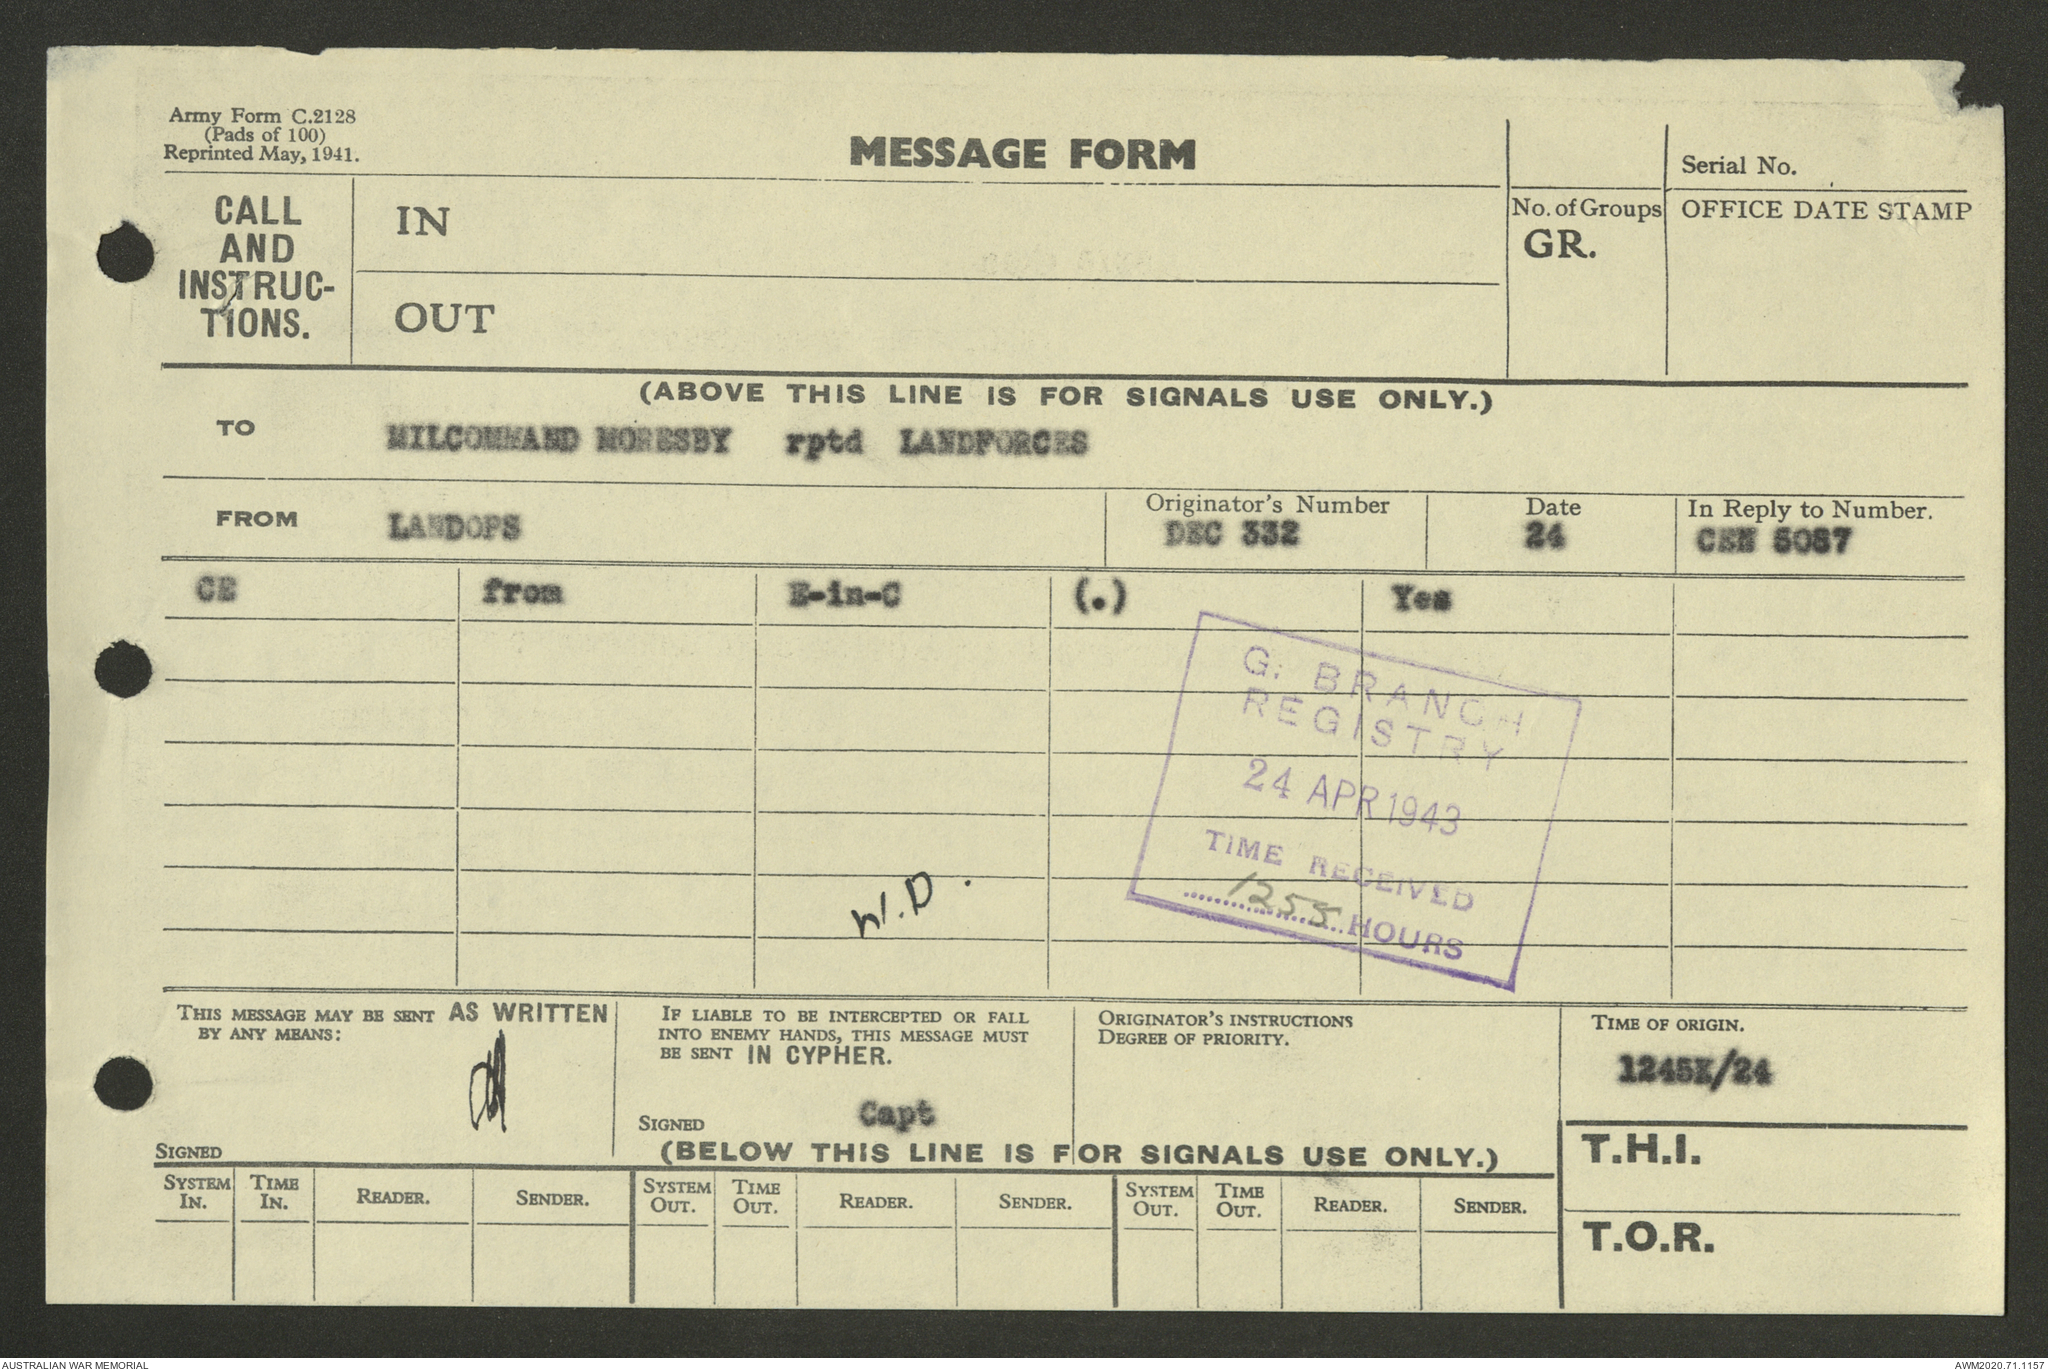 Army Form C.2128
(Pads of 100)
Reprinted May, 1941.
MESSAGE FORM
Serial No.
CALL
AND
INSTRUC-
TIONS.
IN
OUT
No. of Groups
GR.
OFFICE DATE STAMP
(ABOVE THIS LINE IS FOR SIGNALS USE ONLY.)
TO MILCOMMAND MORESBY rptd LANDFORCES
FROM LANDOPS
Originator's Number
DEC 332
Date
24
In Reply to Number.
CEN 5087
CE from E-in-C (.) Yes
G. BRANCH
REGISTRY
24 APR 1943
TIME RECEIVED
1255 HOURS
W.D.
THIS MESSAGE MAY BE SENT AS WRITTEN
BY ANY MEANS:
SIGNED
IF LIABLE TO BE INTERCEPTED OR FALL
INTO ENEMY HANDS, THIS MESSAGE MUST
BE SENT IN CYPHER.
Capt
SIGNED
ORIGINATOR'S INSTRUCTIONS
DEGREE OF PRIORITY.
TIME OF ORIGIN.
1245K/24
(BELOW THIS LINE IS FOR SIGNALS USE ONLY.)
T.H.I.
T.O.R.
SYSTEM IN. TIME IN. READER. SENDER. SYSTEM OUT. TIME OUT. READER. SENDER. SYSTEM OUT. TIME OUT. READER. SENDER.
AUSTRALIAN WAR MEMORIAL
AWM2020.71.1157